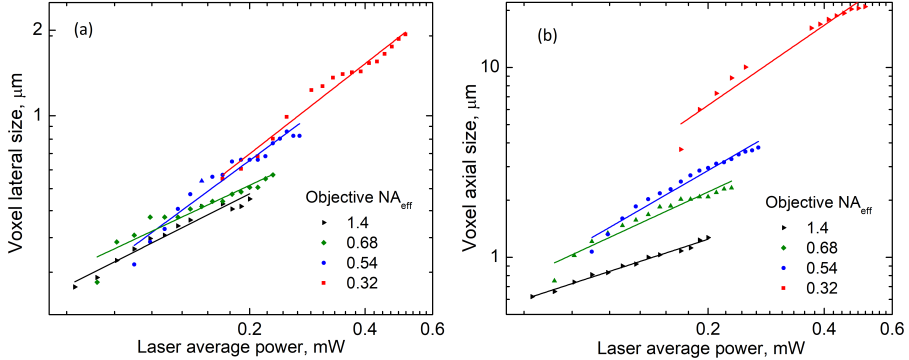 (a)
2
1
Voxel lateral size, μm
Objective NAeff
1.4
0.68
0.54
0.32
0.2
0.4
0.6
Laser average power, mW
(b)
10
1
Voxel axial size, μm
Objective NAeff
1.4
0.68
0.54
0.32
0.2
0.4
0.6
Laser average power, mW